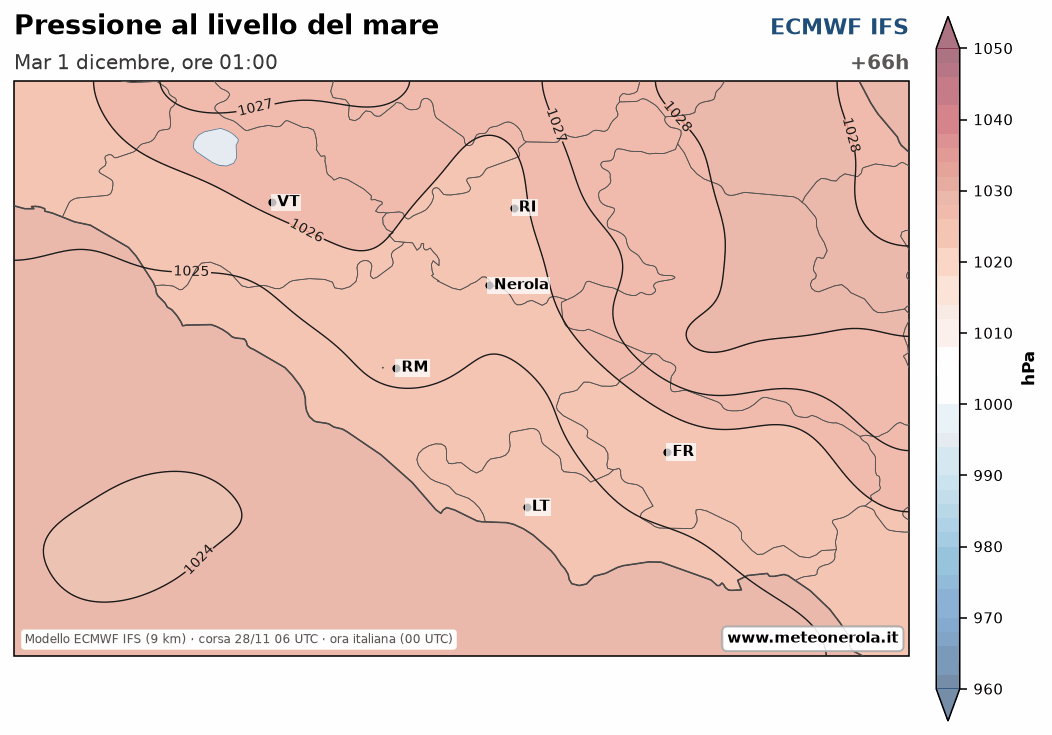 Pressione al livello del mare
ECMWF IFS
Mar 1 dicembre, ore 01:00
+66h
1027
1027
1028
1028
VT
RI
1026
1025
Nerola
RM
FR
LT
1024
Modello ECMWF IFS (9 km) · corsa 28/11 06 UTC · ora italiana (00 UTC)
www.meteonerola.it
1050
1040
1030
1020
1010
1000
990
980
970
960
hPa